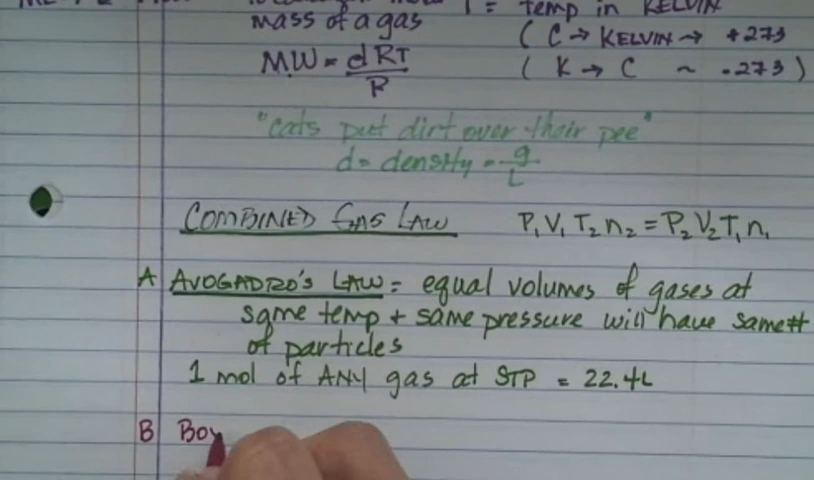 T = temp in KELVIN
mass of a gas
( C → KELVIN → +273
MW = dRT
P
( K → C ~ -273 )
"cats put dirt over their pee"
d = density = g
L
COMBINED GAS LAW P₁V₁T₂n₂ = P₂V₂T₁n₁
A AVOGADRO'S LAW = equal volumes of gases at
same temp + same pressure will have same #
of particles
1 mol of ANY gas at STP = 22.4L
B Boy